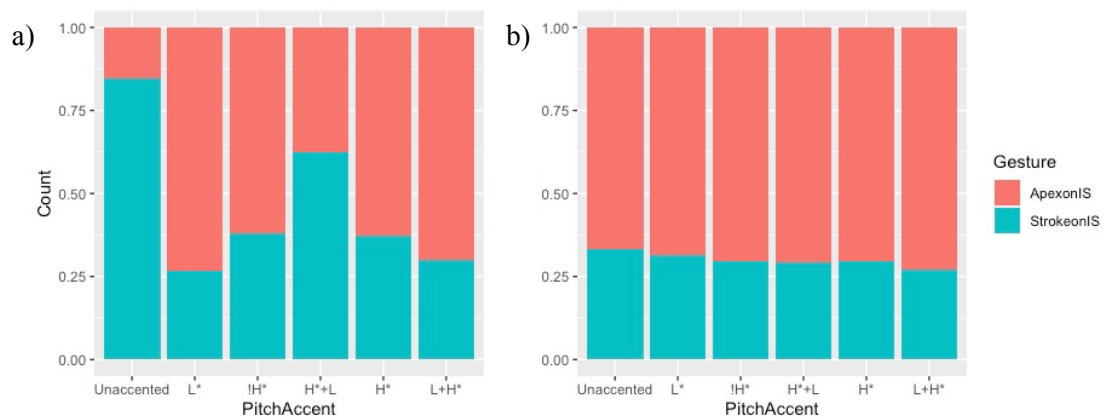 a)
Count
1.00
0.75
0.50
0.25
0.00
Unaccented L* !H* H*+L H* L+H*
PitchAccent
b)
1.00
0.75
0.50
0.25
0.00
Unaccented L* !H* H*+L H* L+H*
PitchAccent
Gesture
ApexonIS
StrokeonIS